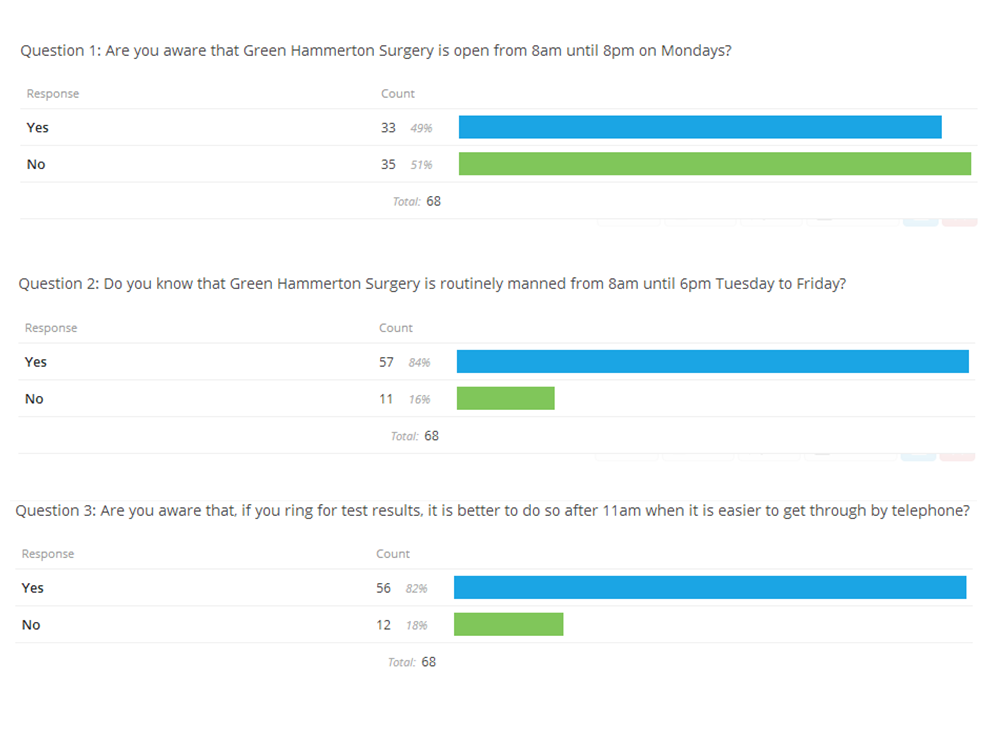 Question 1: Are you aware that Green Hammerton Surgery is open from 8am until 8pm on Mondays?
Response Count
Yes 33 49%
No 35 51%
Total: 68
Question 2: Do you know that Green Hammerton Surgery is routinely manned from 8am until 6pm Tuesday to Friday?
Response Count
Yes 57 84%
No 11 16%
Total: 68
Question 3: Are you aware that, if you ring for test results, it is better to do so after 11am when it is easier to get through by telephone?
Response Count
Yes 56 82%
No 12 18%
Total: 68